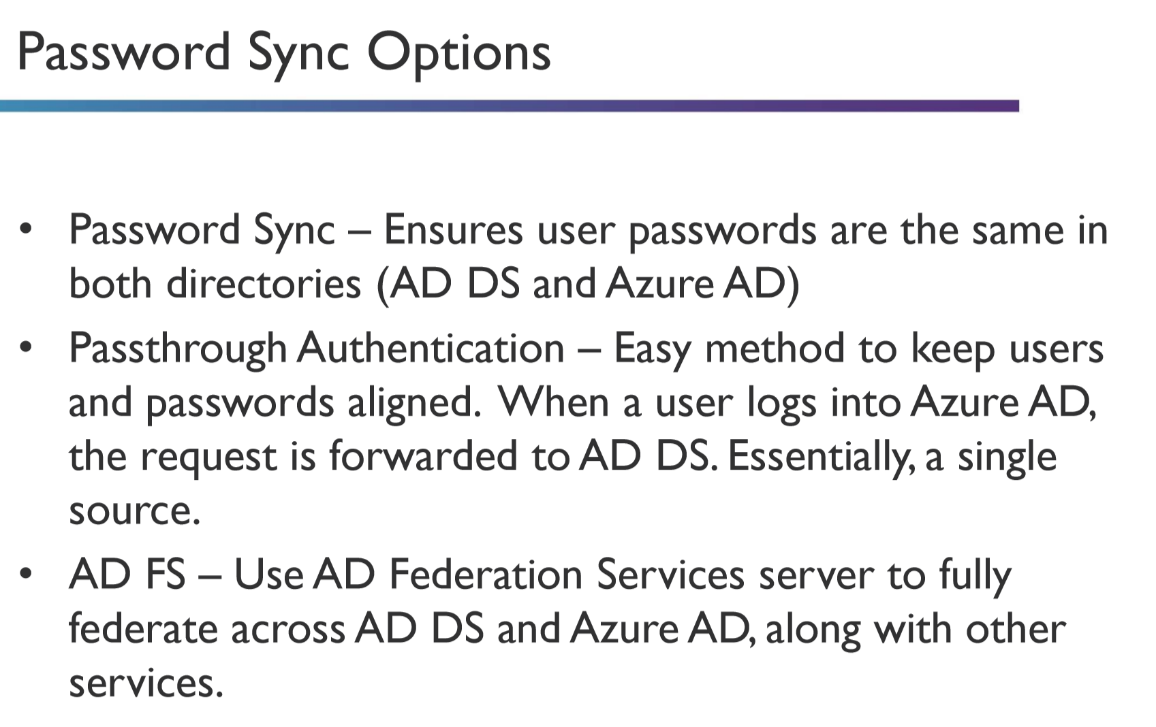 Password Sync Options
• Password Sync – Ensures user passwords are the same in
both directories (AD DS and Azure AD)
• Passthrough Authentication – Easy method to keep users
and passwords aligned.  When a user logs into Azure AD,
the request is forwarded to AD DS. Essentially, a single
source.
• AD FS – Use AD Federation Services server to fully
federate across AD DS and Azure AD, along with other
services.